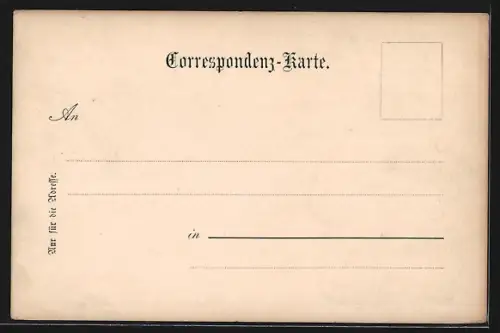 Correspondenz-Karte.
An
in
Nur für die Adresse.